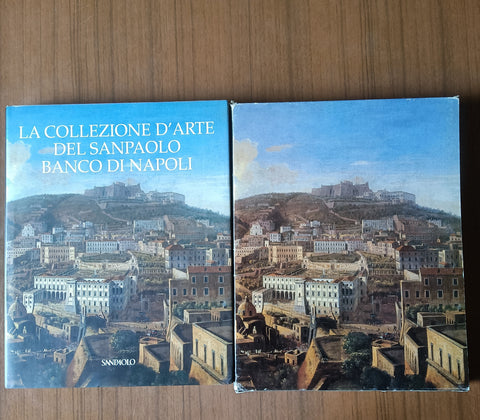 LA COLLEZIONE D'ARTE
DEL SANPAOLO
BANCO DI NAPOLI
SANPAOLO